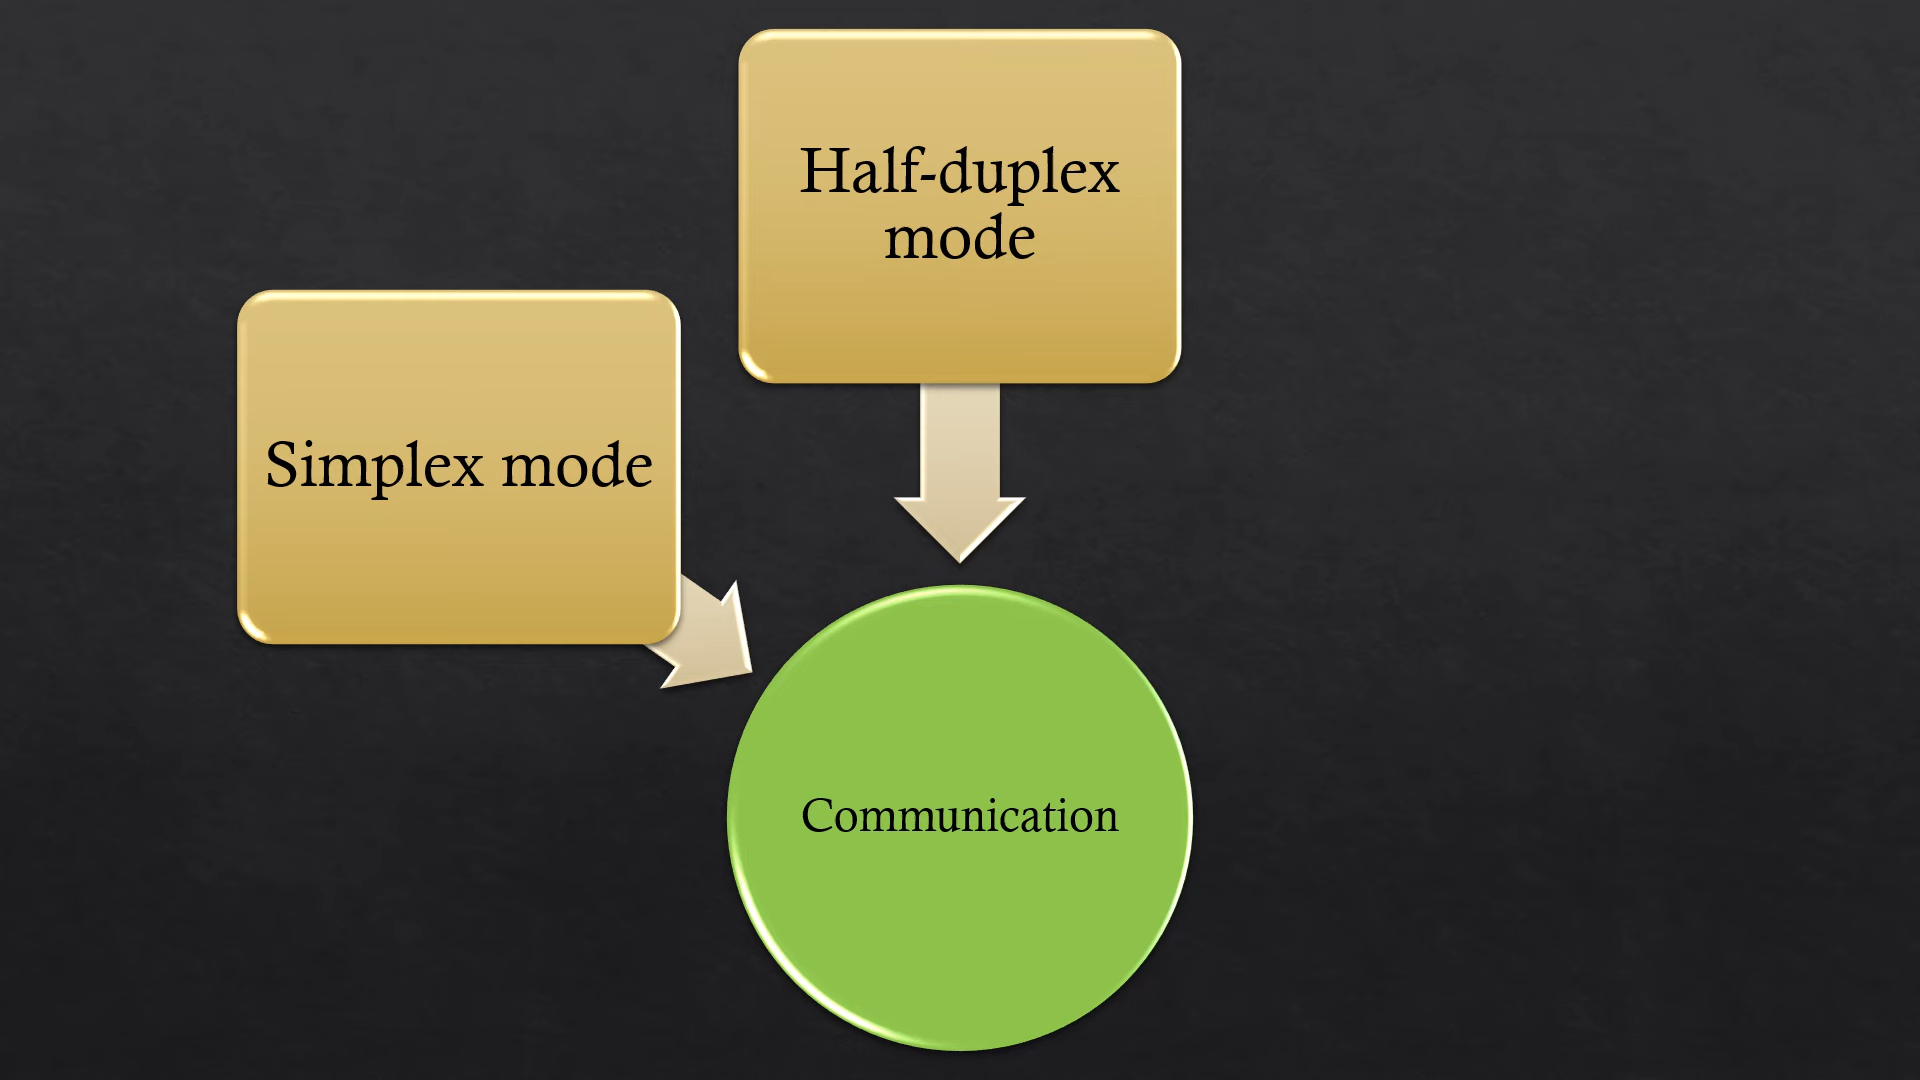 Half-duplex
mode
Simplex mode
Communication